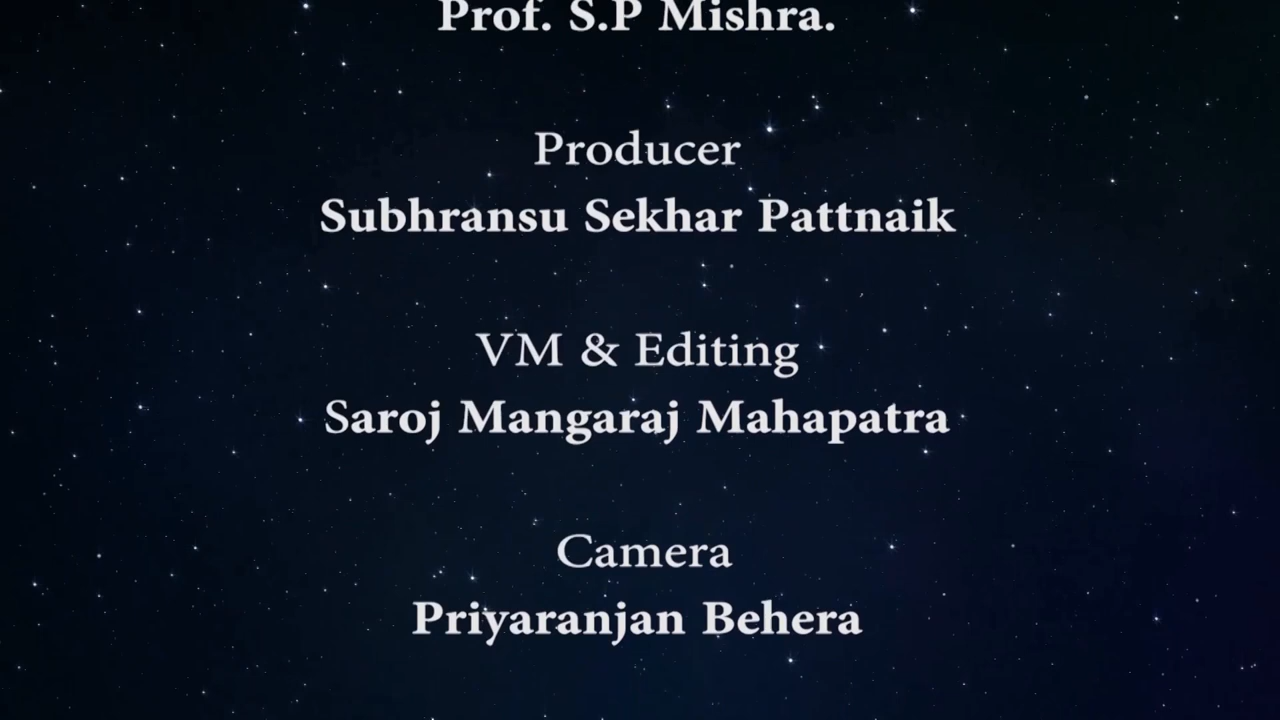 Prof. S.P Mishra.
Producer
Subhransu Sekhar Pattnaik
VM & Editing
Saroj Mangaraj Mahapatra
Camera
Priyaranjan Behera